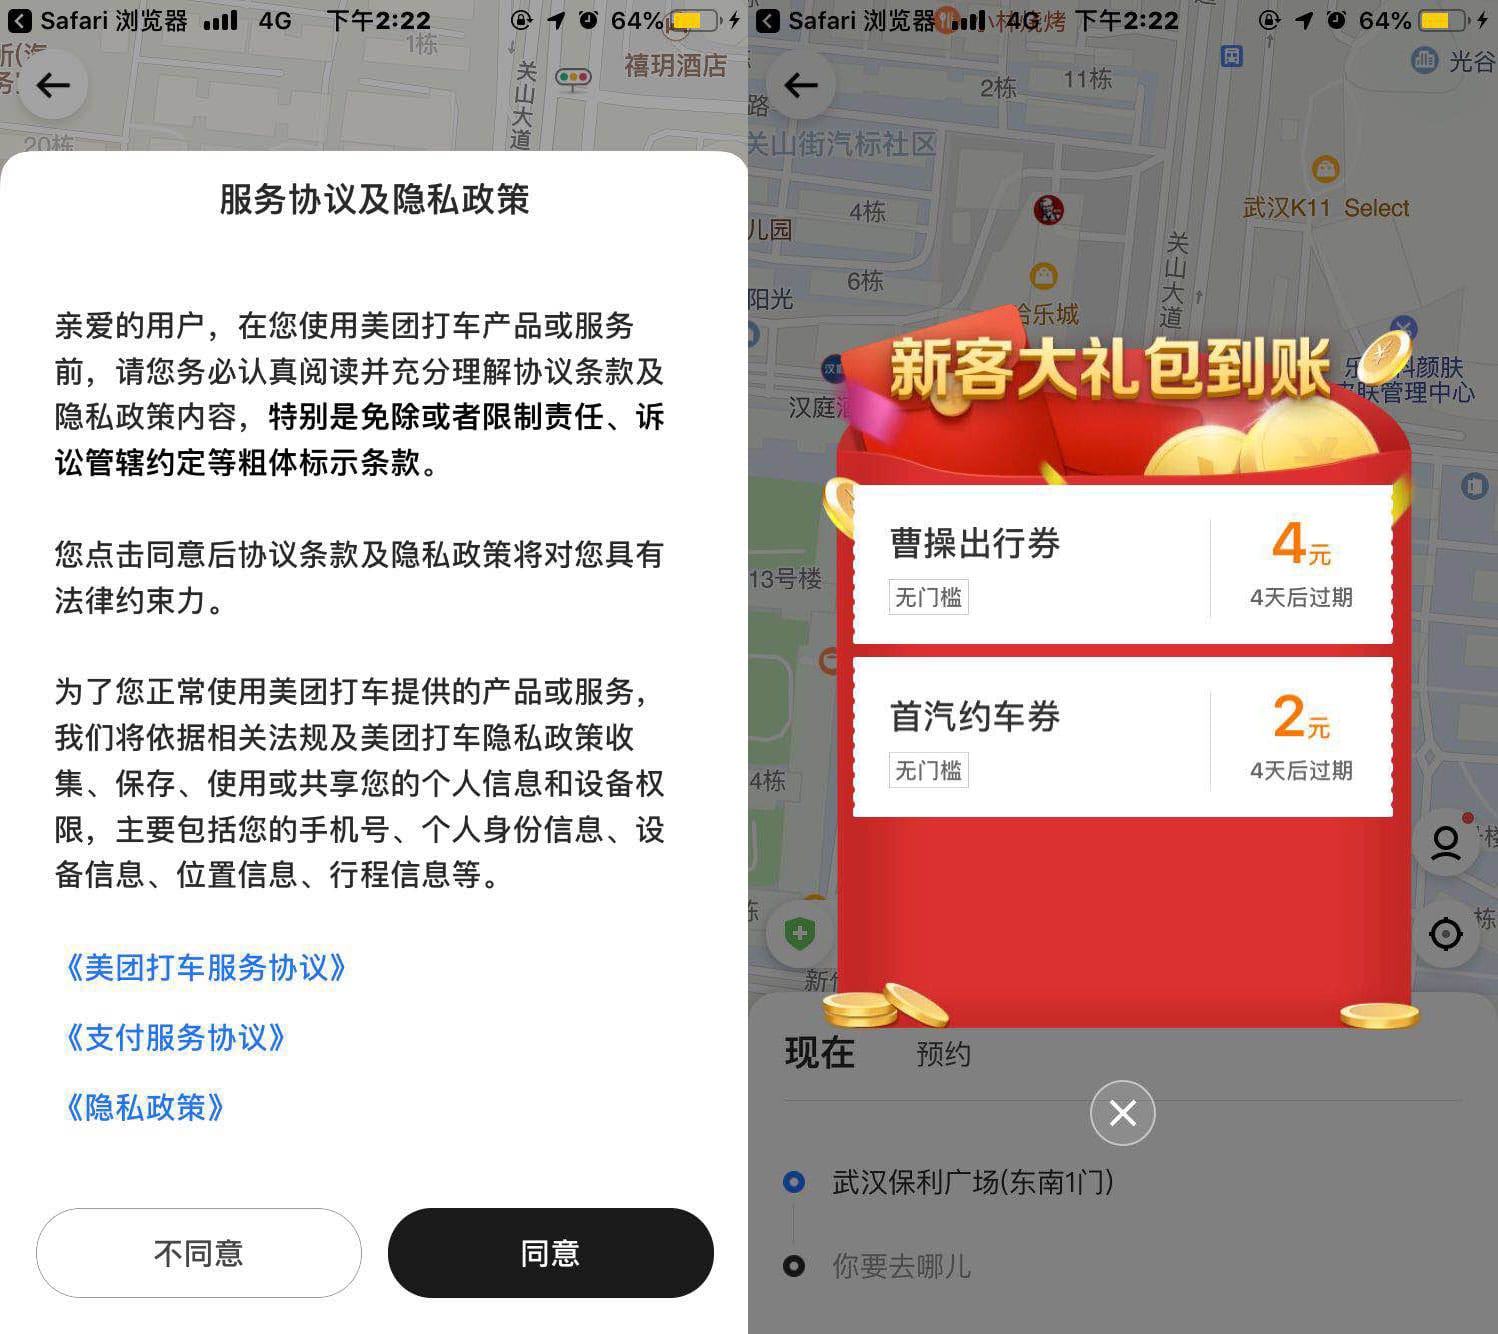 Safari 浏览器
4G
下午2:22
64%
1栋
关山大道
禧玥酒店
20栋
服务协议及隐私政策
亲爱的用户，在您使用美团打车产品或服务
前，请您务必认真阅读并充分理解协议条款及
隐私政策内容，特别是免除或者限制责任、诉
讼管辖约定等粗体标示条款。
您点击同意后协议条款及隐私政策将对您具有
法律约束力。
为了您正常使用美团打车提供的产品或服务，
我们将依据相关法规及美团打车隐私政策收
集、保存、使用或共享您的个人信息和设备权
限，主要包括您的手机号、个人身份信息、设
备信息、位置信息、行程信息等。
《美团打车服务协议》
《支付服务协议》
《隐私政策》
不同意
同意
Safari 浏览器
4G
下午2:22
64%
2栋
11栋
光谷
路
关山街汽标社区
4栋
武汉K11 Select
儿园
关山大道
6栋
阳光
哈乐城
新客大礼包到账
汉庭
颜肤
肤管理中心
曹操出行券
4元
无门槛
4天后过期
13号楼
首汽约车券
2元
无门槛
4天后过期
4栋
栋
现在
预约
武汉保利广场(东南1门)
你要去哪儿